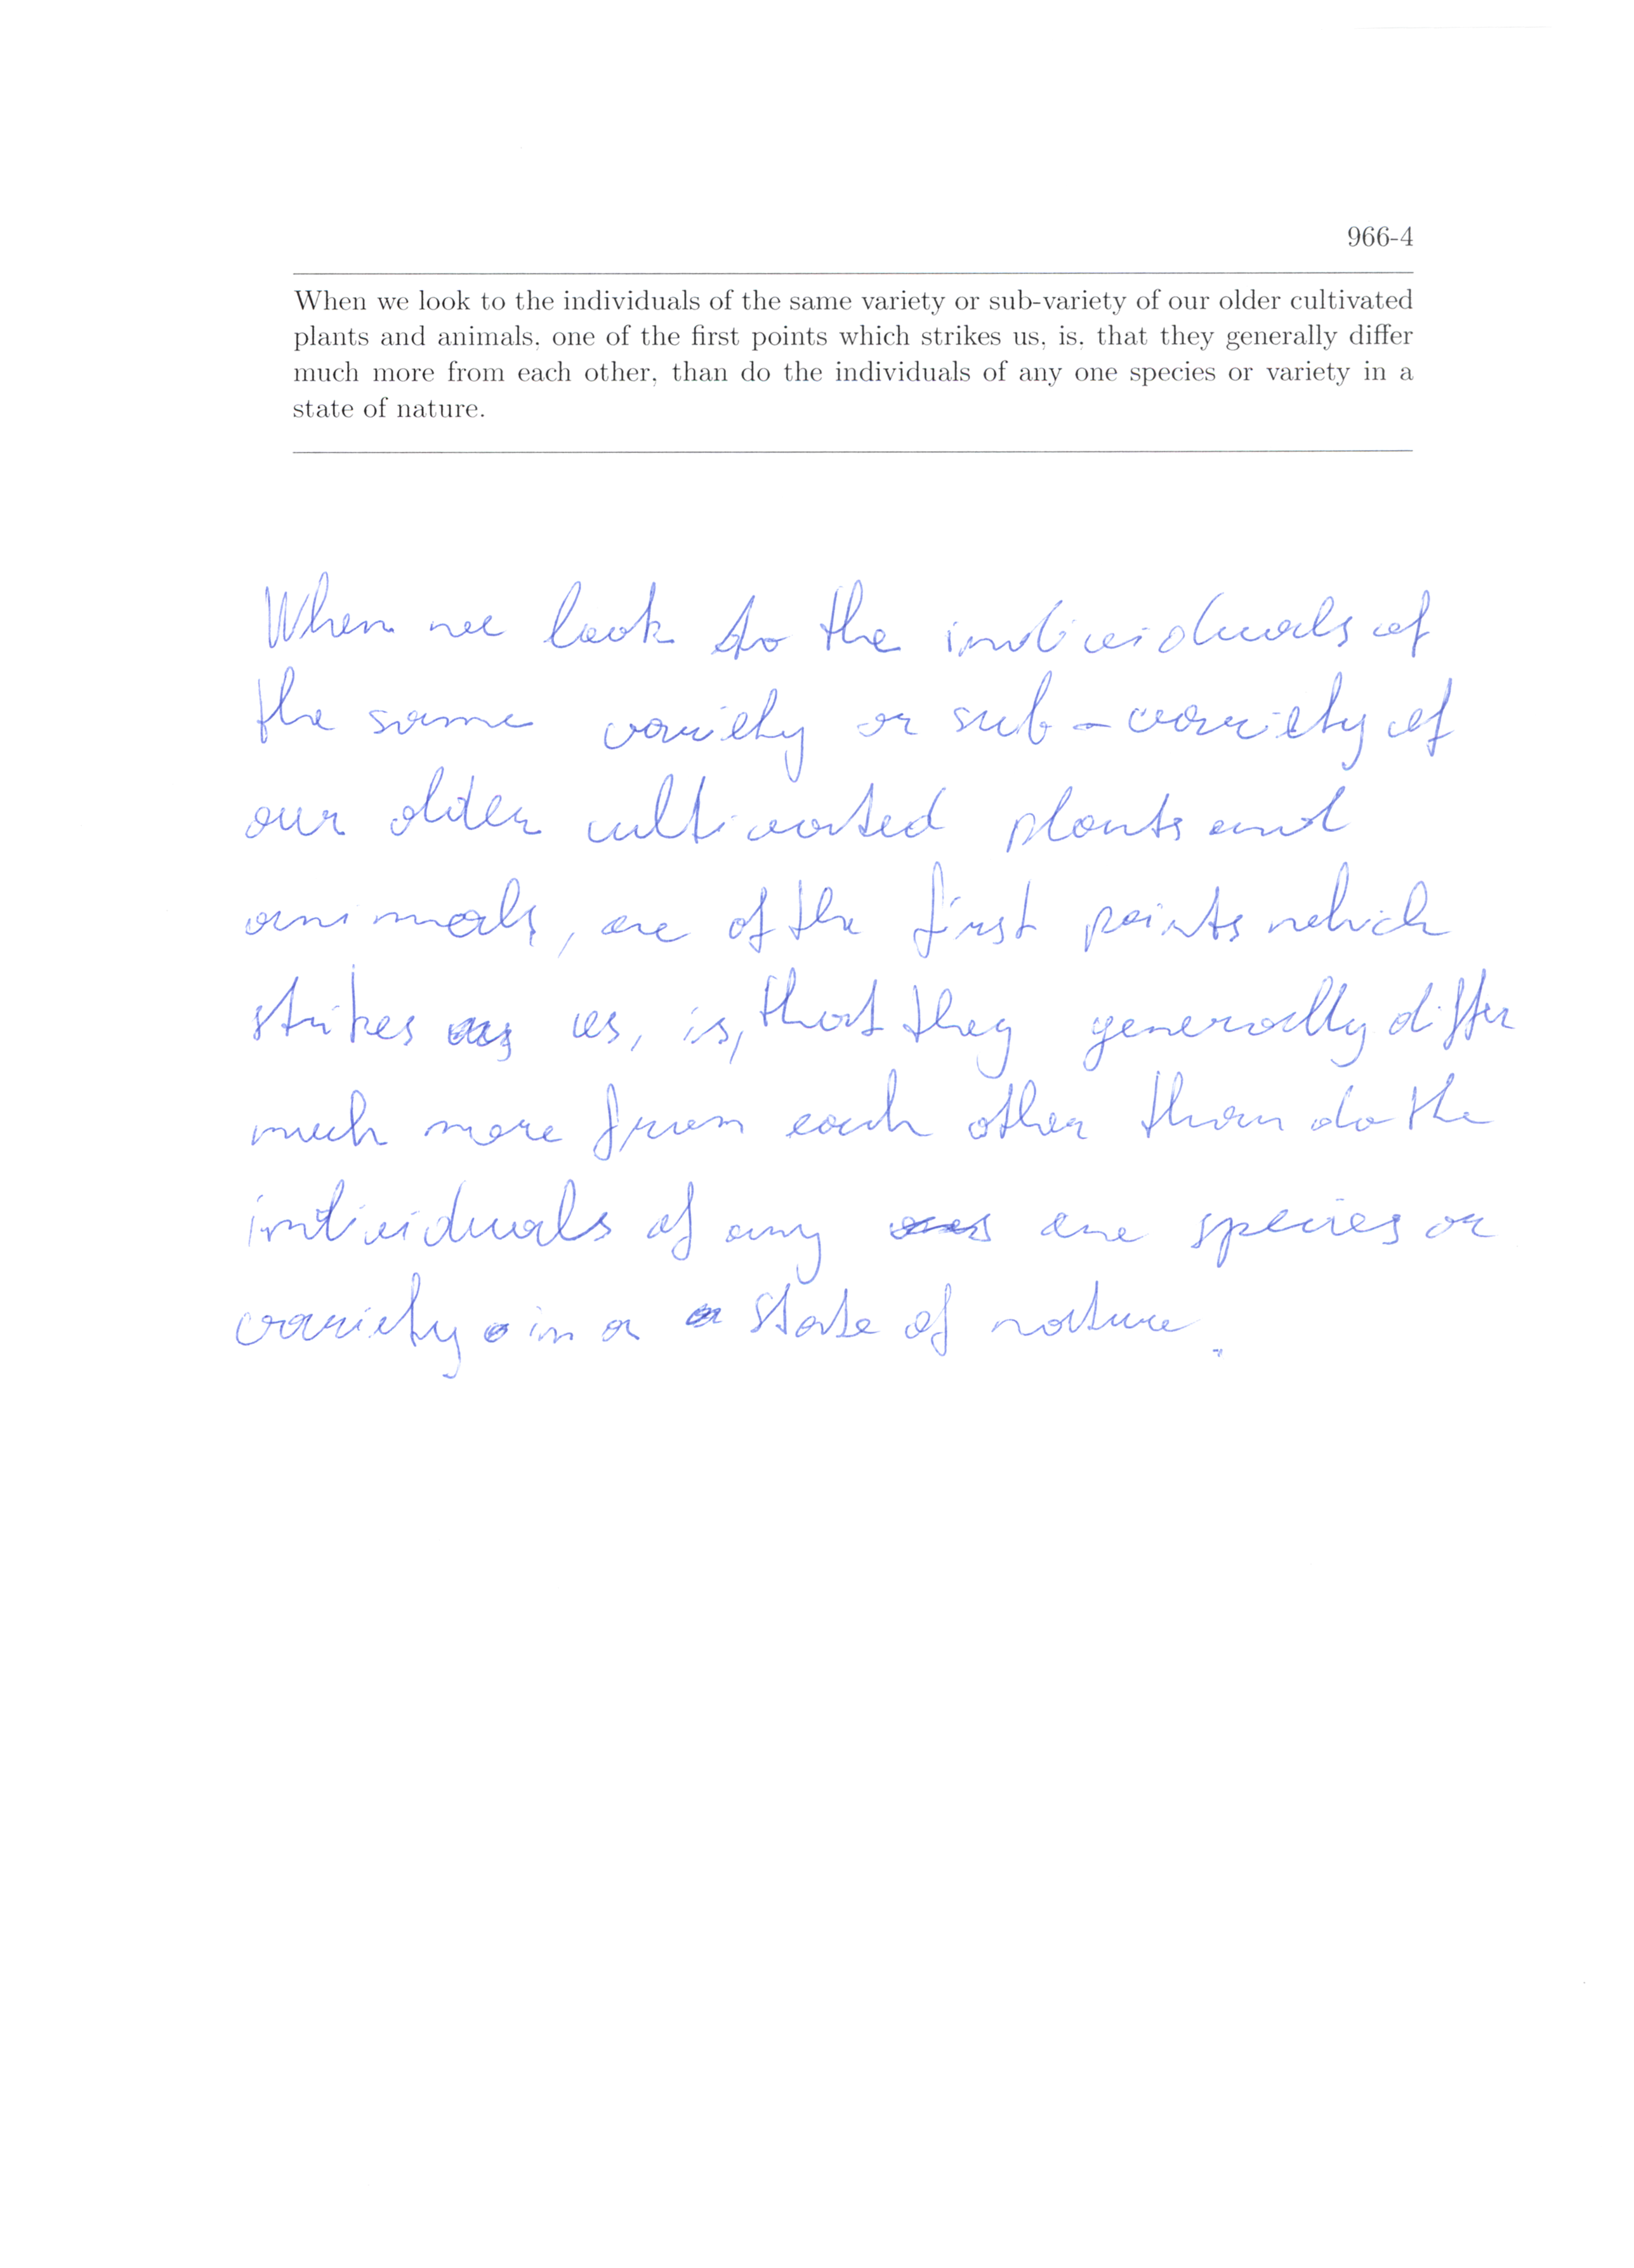 966-4
When we look to the individuals of the same variety or sub-variety of our older cultivated
plants and animals, one of the first points which strikes us, is, that they generally differ
much more from each other, than do the individuals of any one species or variety in a
state of nature.
When we look to the individuals of
the same variety or sub-variety of
our older cultivated plants and
animals, one of the first points which
strikes us, is, that they generally differ
much more from each other than do the
individuals of any one species or
variety in a state of nature.